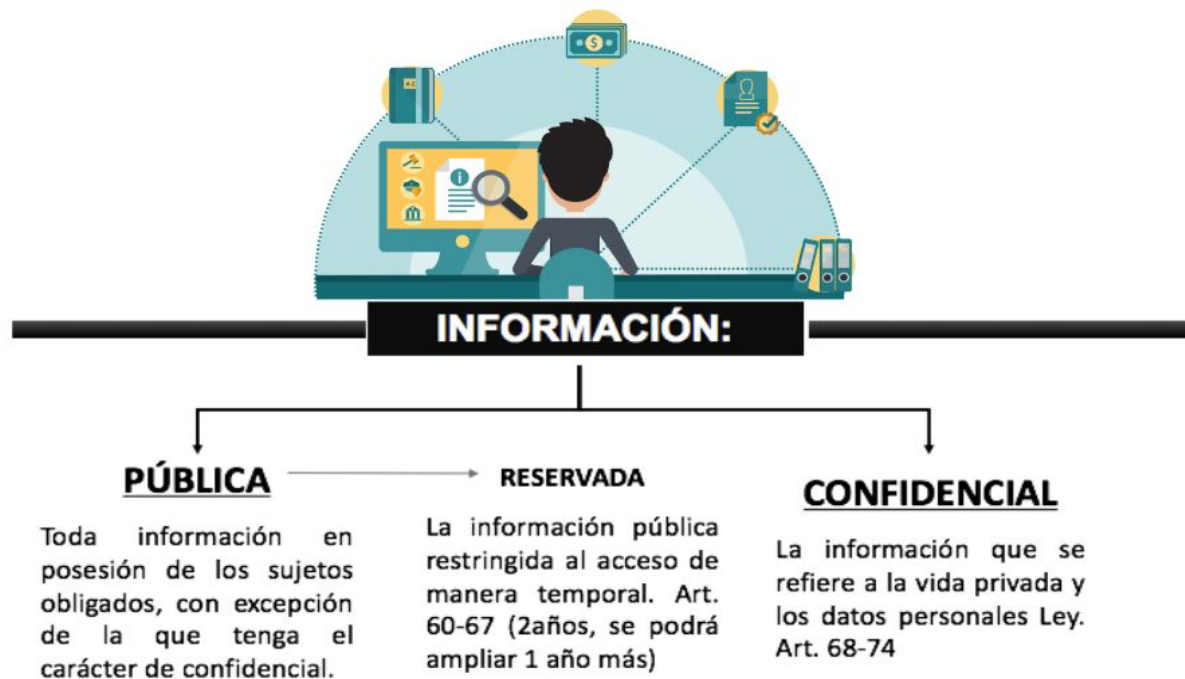 INFORMACIÓN:
PÚBLICA
Toda información en
posesión de los sujetos
obligados, con excepción
de la que tenga el
carácter de confidencial.
RESERVADA
La información pública
restringida al acceso de
manera temporal. Art.
60-67 (2años, se podrá
ampliar 1 año más)
CONFIDENCIAL
La información que se
refiere a la vida privada y
los datos personales Ley.
Art. 68-74